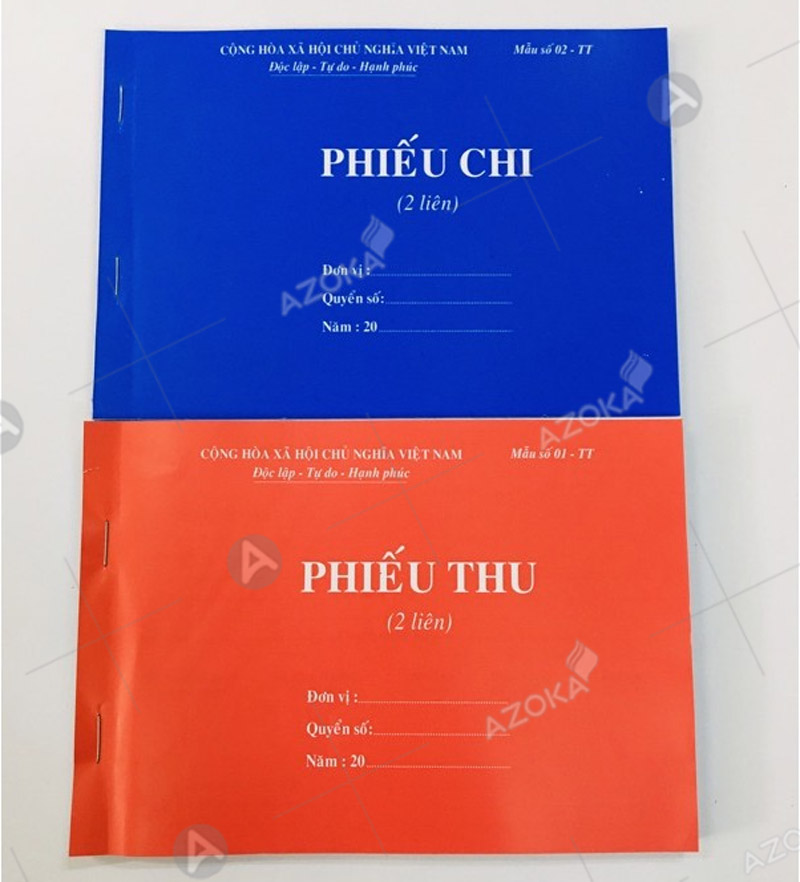 CỘNG HÒA XÃ HỘI CHỦ NGHĨA VIỆT NAM Mẫu số 02 - TT
Độc lập - Tự do - Hạnh phúc
PHIẾU CHI
(2 liên)
Đơn vị :
Quyển số:
Năm : 20
AZOKA
AZOKA
CỘNG HÒA XÃ HỘI CHỦ NGHĨA VIỆT NAM Mẫu số 01 - TT
Độc lập - Tự do - Hạnh phúc
PHIẾU THU
(2 liên)
Đơn vị :
Quyển số:
Năm : 20
AZOKA